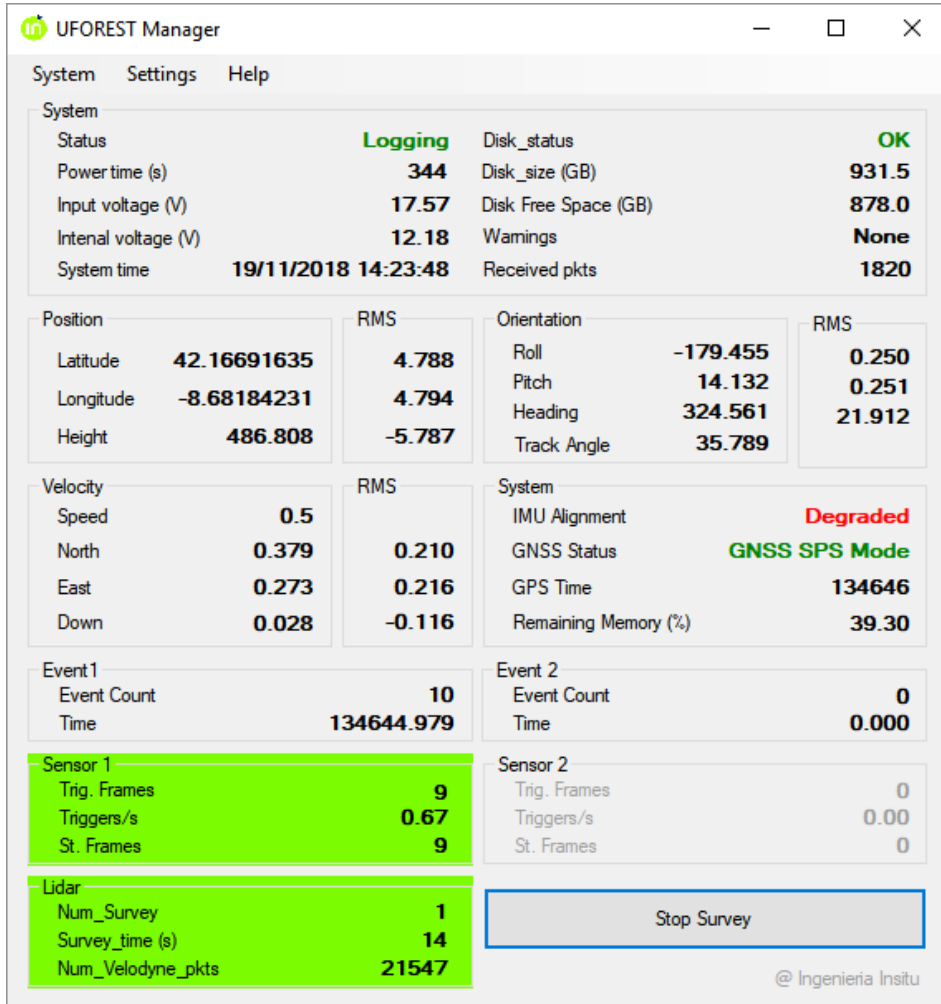 in UFOREST Manager
System Settings Help
System
Status Logging Disk_status OK
Power time (s) 344 Disk_size (GB) 931.5
Input voltage (V) 17.57 Disk Free Space (GB) 878.0
Intenal voltage (V) 12.18 Warnings None
System time 19/11/2018 14:23:48 Received pkts 1820
Position RMS Orientation RMS
Latitude 42.16691635 4.788 Roll -179.455 0.250
Longitude -8.68184231 4.794 Pitch 14.132 0.251
Height 486.808 -5.787 Heading 324.561 21.912
Track Angle 35.789
Velocity RMS System
Speed 0.5 IMU Alignment Degraded
North 0.379 0.210 GNSS Status GNSS SPS Mode
East 0.273 0.216 GPS Time 134646
Down 0.028 -0.116 Remaining Memory (%) 39.30
Event1 Event 2
Event Count 10 Event Count 0
Time 134644.979 Time 0.000
Sensor 1 Sensor 2
Trig. Frames 9 Trig. Frames 0
Triggers/s 0.67 Triggers/s 0.00
St. Frames 9 St. Frames 0
Lidar
Num_Survey 1
Survey_time (s) 14 Stop Survey
Num_Velodyne_pkts 21547
@ Ingenieria Insitu